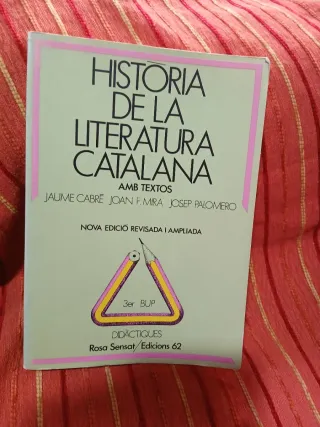 HISTÒRIA
DE LA
LITERATURA
CATALANA
AMB TEXTOS
JAUME CABRÉ JOAN F. MIRA JOSEP PALOMERO
NOVA EDICIÓ REVISADA I AMPLIADA
3er BUP
DIDÀCTIQUES
Rosa Sensat/Edicions 62